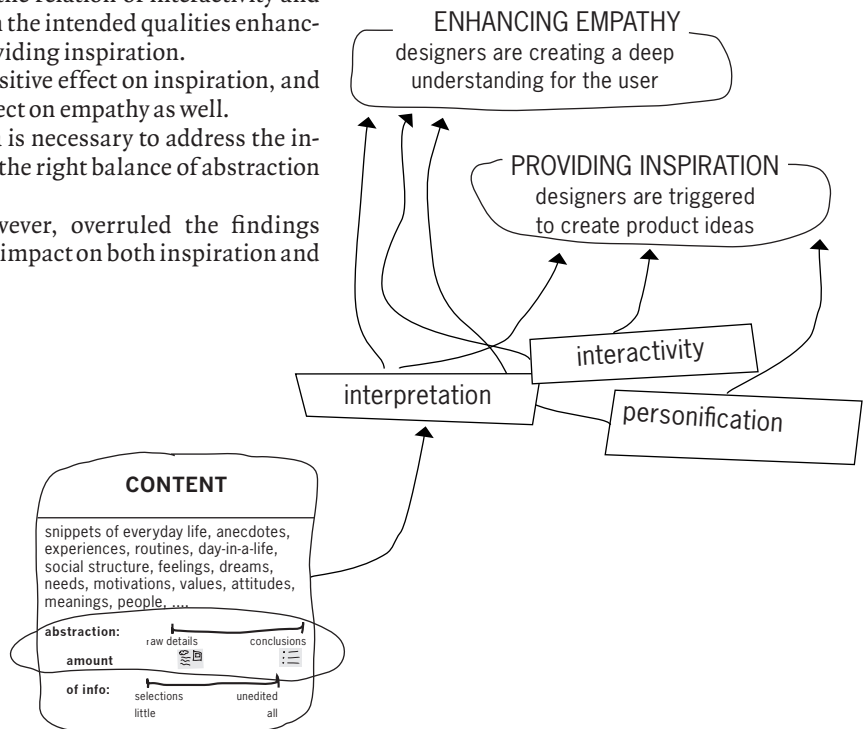 the relation of interactivity and
the intended qualities enhanc-
viding inspiration.
sitive effect on inspiration, and
ect on empathy as well.
is necessary to address the in-
the right balance of abstraction
vever, overruled the findings
impact on both inspiration and
ENHANCING EMPATHY
designers are creating a deep
understanding for the user
PROVIDING INSPIRATION
designers are triggered
to create product ideas
interactivity
interpretation
personification
CONTENT
snippets of everyday life, anecdotes,
experiences, routines, day-in-a-life,
social structure, feelings, dreams,
needs, motivations, values, attitudes,
meanings, people, ....
abstraction:
raw details conclusions
amount
of info:
selections unedited
little all